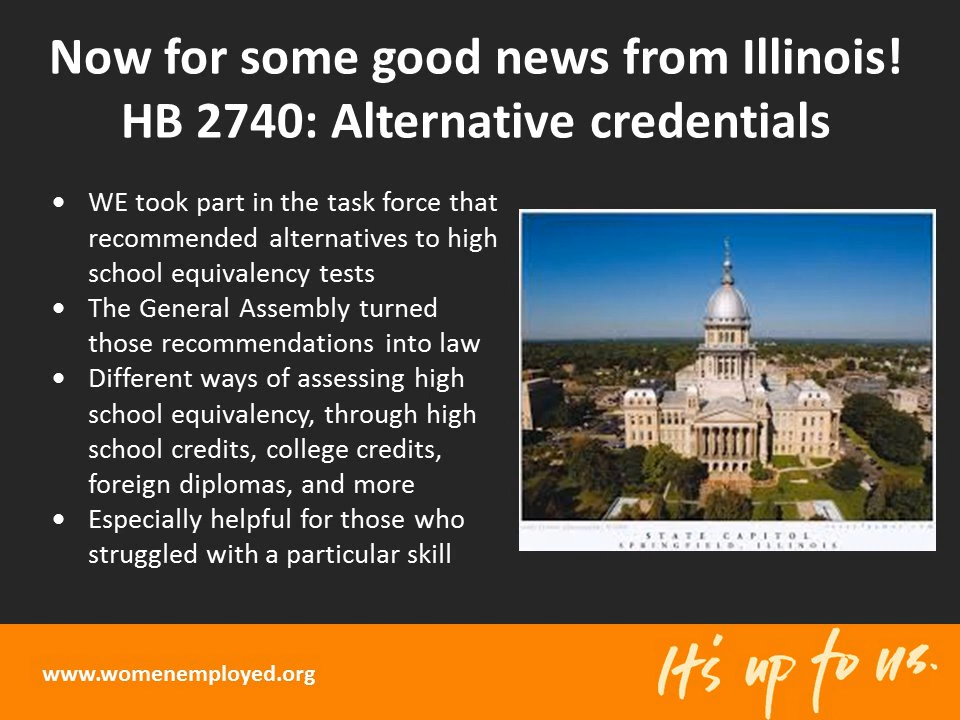 Now for some good news from Illinois!
HB 2740: Alternative credentials
• WE took part in the task force that
recommended alternatives to high
school equivalency tests
• The General Assembly turned
those recommendations into law
• Different ways of assessing high
school equivalency, through high
school credits, college credits,
foreign diplomas, and more
• Especially helpful for those who
struggled with a particular skill
STATE CAPITOL
SPRINGFIELD, ILLINOIS
www.womenemployed.org
It's up to us.